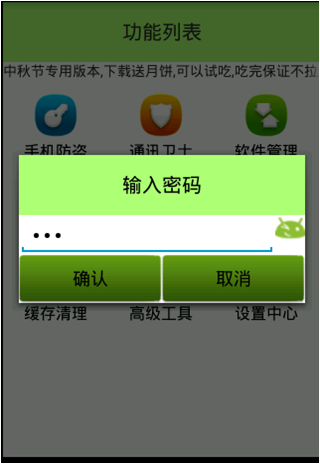 功能列表
中秋节专用版本,下载送月饼,可以试吃,吃完保证不拉
手机防盗 通讯卫士 软件管理
输入密码
•••
确认 取消
缓存清理 高级工具 设置中心